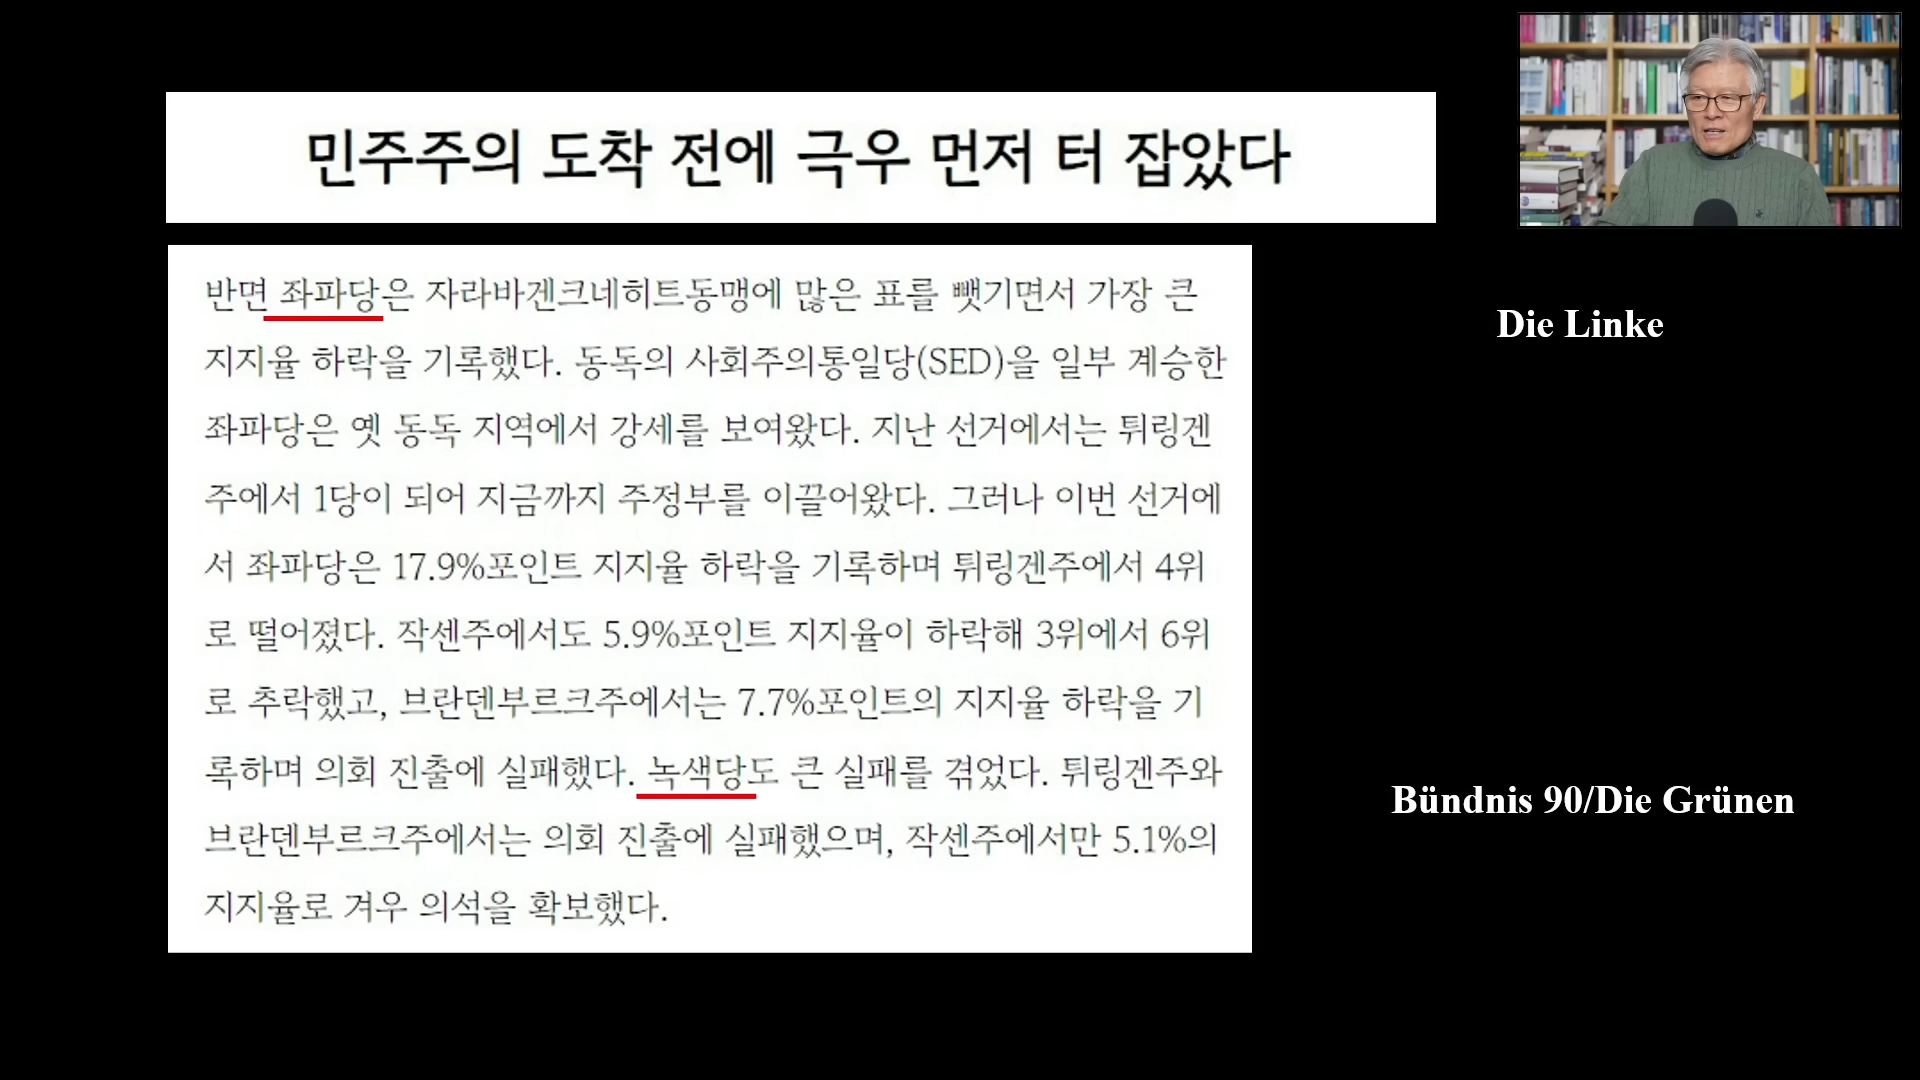 민주주의 도착 전에 극우 먼저 터 잡았다
반면 좌파당은 자라바겐크네히트동맹에 많은 표를 뺏기면서 가장 큰
지지율 하락을 기록했다. 동독의 사회주의통일당(SED)을 일부 계승한
좌파당은 옛 동독 지역에서 강세를 보여왔다. 지난 선거에서는 튀링겐
주에서 1당이 되어 지금까지 주정부를 이끌어왔다. 그러나 이번 선거에
서 좌파당은 17.9%포인트 지지율 하락을 기록하며 튀링겐주에서 4위
로 떨어졌다. 작센주에서도 5.9%포인트 지지율이 하락해 3위에서 6위
로 추락했고, 브란덴부르크주에서는 7.7%포인트의 지지율 하락을 기
록하며 의회 진출에 실패했다. 녹색당도 큰 실패를 겪었다. 튀링겐주와
브란덴부르크주에서는 의회 진출에 실패했으며, 작센주에서만 5.1%의
지지율로 겨우 의석을 확보했다.
Die Linke
Bündnis 90/Die Grünen